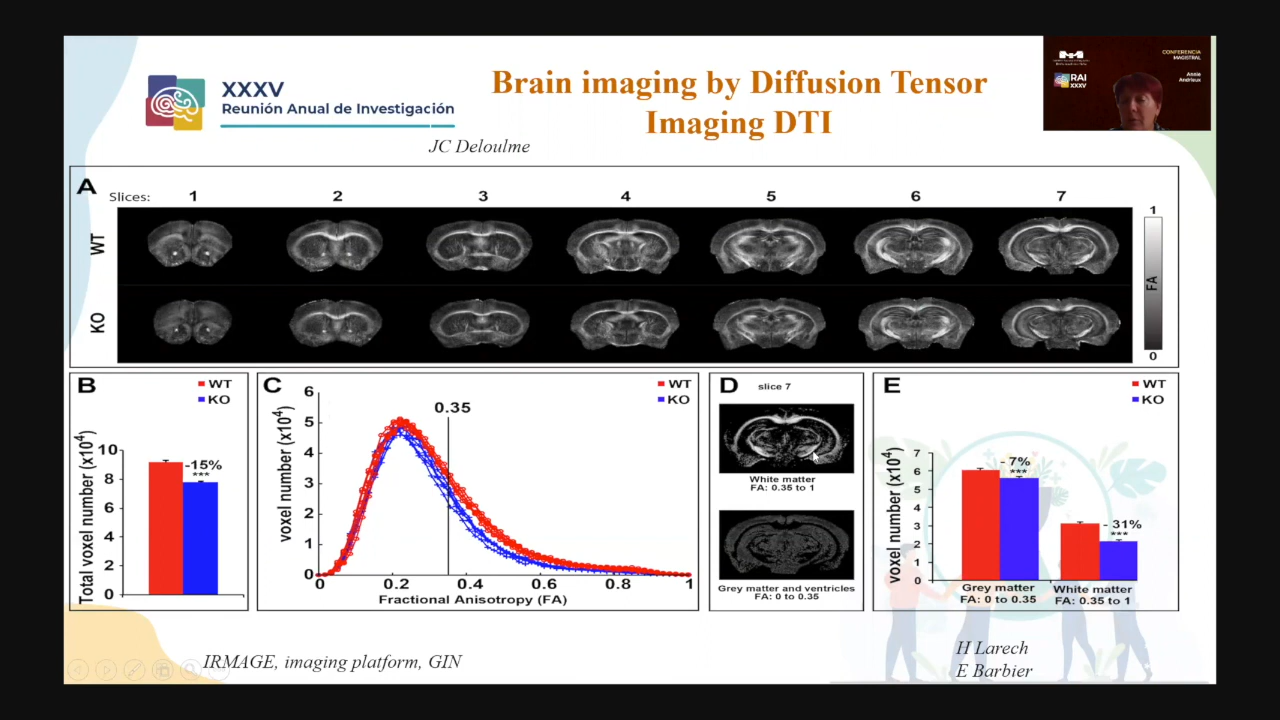 XXXV
Reunión Anual de Investigación
Brain imaging by Diffusion Tensor
Imaging DTI
JC Deloulme
CONFERENCIA
MAGISTRAL
Annie
Andrieux
RAI
XXXV
A
Slices: 1 2 3 4 5 6 7
WT
KO
1
FA
0
B
WT
KO
Total voxel number (x10⁴)
10
8
6
4
2
0
-15%
***
C
WT
KO
voxel number (x10⁴)
6
5
4
3
2
1
0.35
0 0.2 0.4 0.6 0.8 1
Fractional Anisotropy (FA)
D
slice 7
White matter
FA: 0.35 to 1
Grey matter and ventricles
FA: 0 to 0.35
E
WT
KO
voxel number (x10⁴)
7
6
5
4
3
2
1
0
- 7%
***
- 31%
***
Grey matter
FA: 0 to 0.35
White matter
FA: 0.35 to 1
IRMAGE, imaging platform, GIN
H Larech
E Barbier